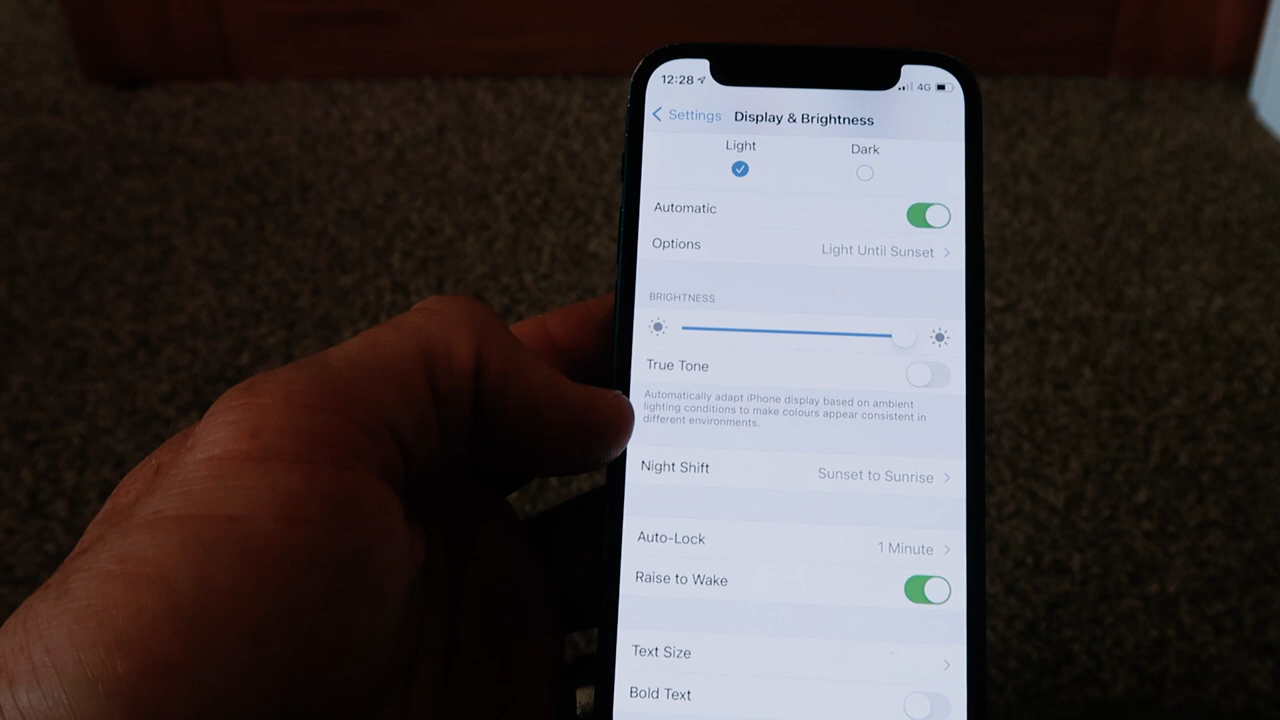 12:28 4G
Settings Display & Brightness
Light Dark
Automatic
Options Light Until Sunset
BRIGHTNESS
True Tone
Automatically adapt iPhone display based on ambient
lighting conditions to make colours appear consistent in
different environments.
Night Shift Sunset to Sunrise
Auto-Lock 1 Minute
Raise to Wake
Text Size
Bold Text